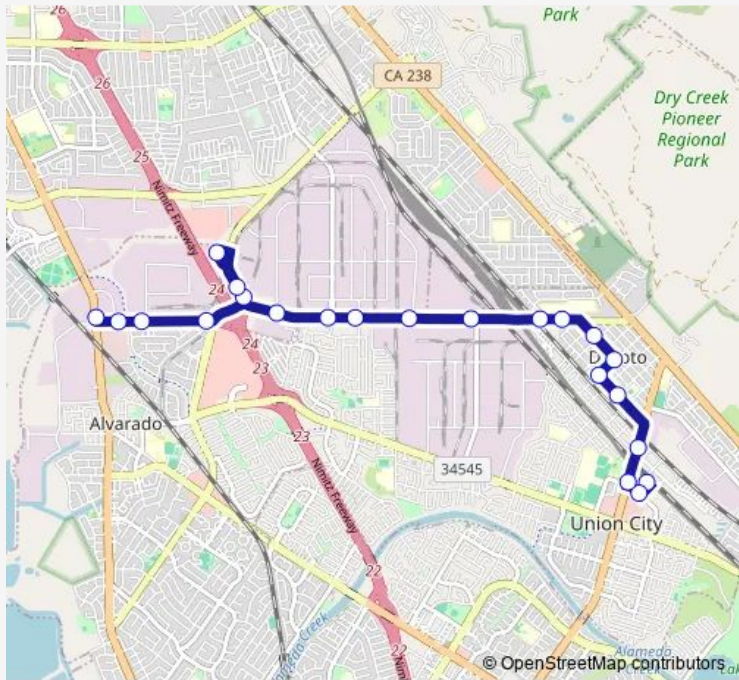 26
Park
26
CA 238
Dry Creek
Pioneer
Regional
Park
25
Nimitz Freeway
24
24
23
Alvarado
23
34545
Union City
Nimitz Freeway
22
22
Alameda
Creek
© OpenStreetMap contributors